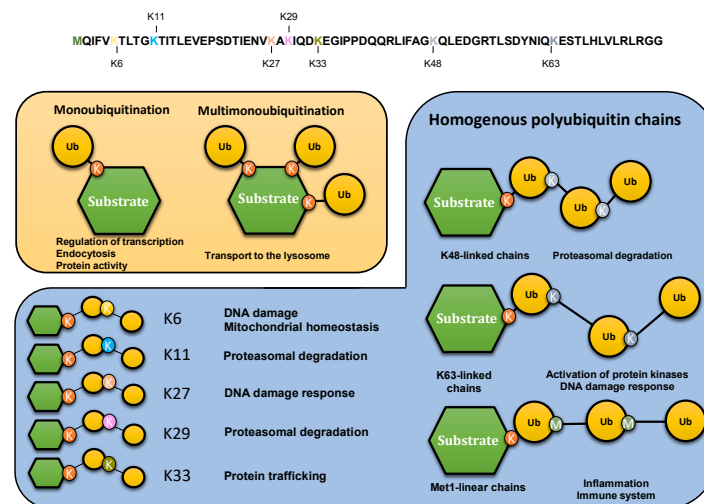 K11
K29
MQIFVKTLTGKTITLEVEPSDTIENVKAKIQDKEGIPPDQQRLIFAGKQLEDGRTLSDYNIQKESTLHLVLRLRGG
K6
K27
K33
K48
K63
Monoubiquitination
Multimonoubiquitination
Ub
K
Substrate
Regulation of transcription
Endocytosis
Protein activity
Ub
Ub
K
K
Substrate
K
Ub
Transport to the lysosome
Homogenous polyubiquitin chains
Substrate
K
Ub
K
Ub
K
Ub
K48-linked chains
Proteasomal degradation
Substrate
K
Ub
K
Ub
K
Ub
K63-linked
chains
Activation of protein kinases
DNA damage response
Substrate
K
Ub
M
Ub
M
Ub
Met1-linear chains
Inflammation
Immune system
K
K
K6
DNA damage
Mitochondrial homeostasis
K
K
K11
Proteasomal degradation
K
K
K27
DNA damage response
K
K
K29
Proteasomal degradation
K
K
K33
Protein trafficking